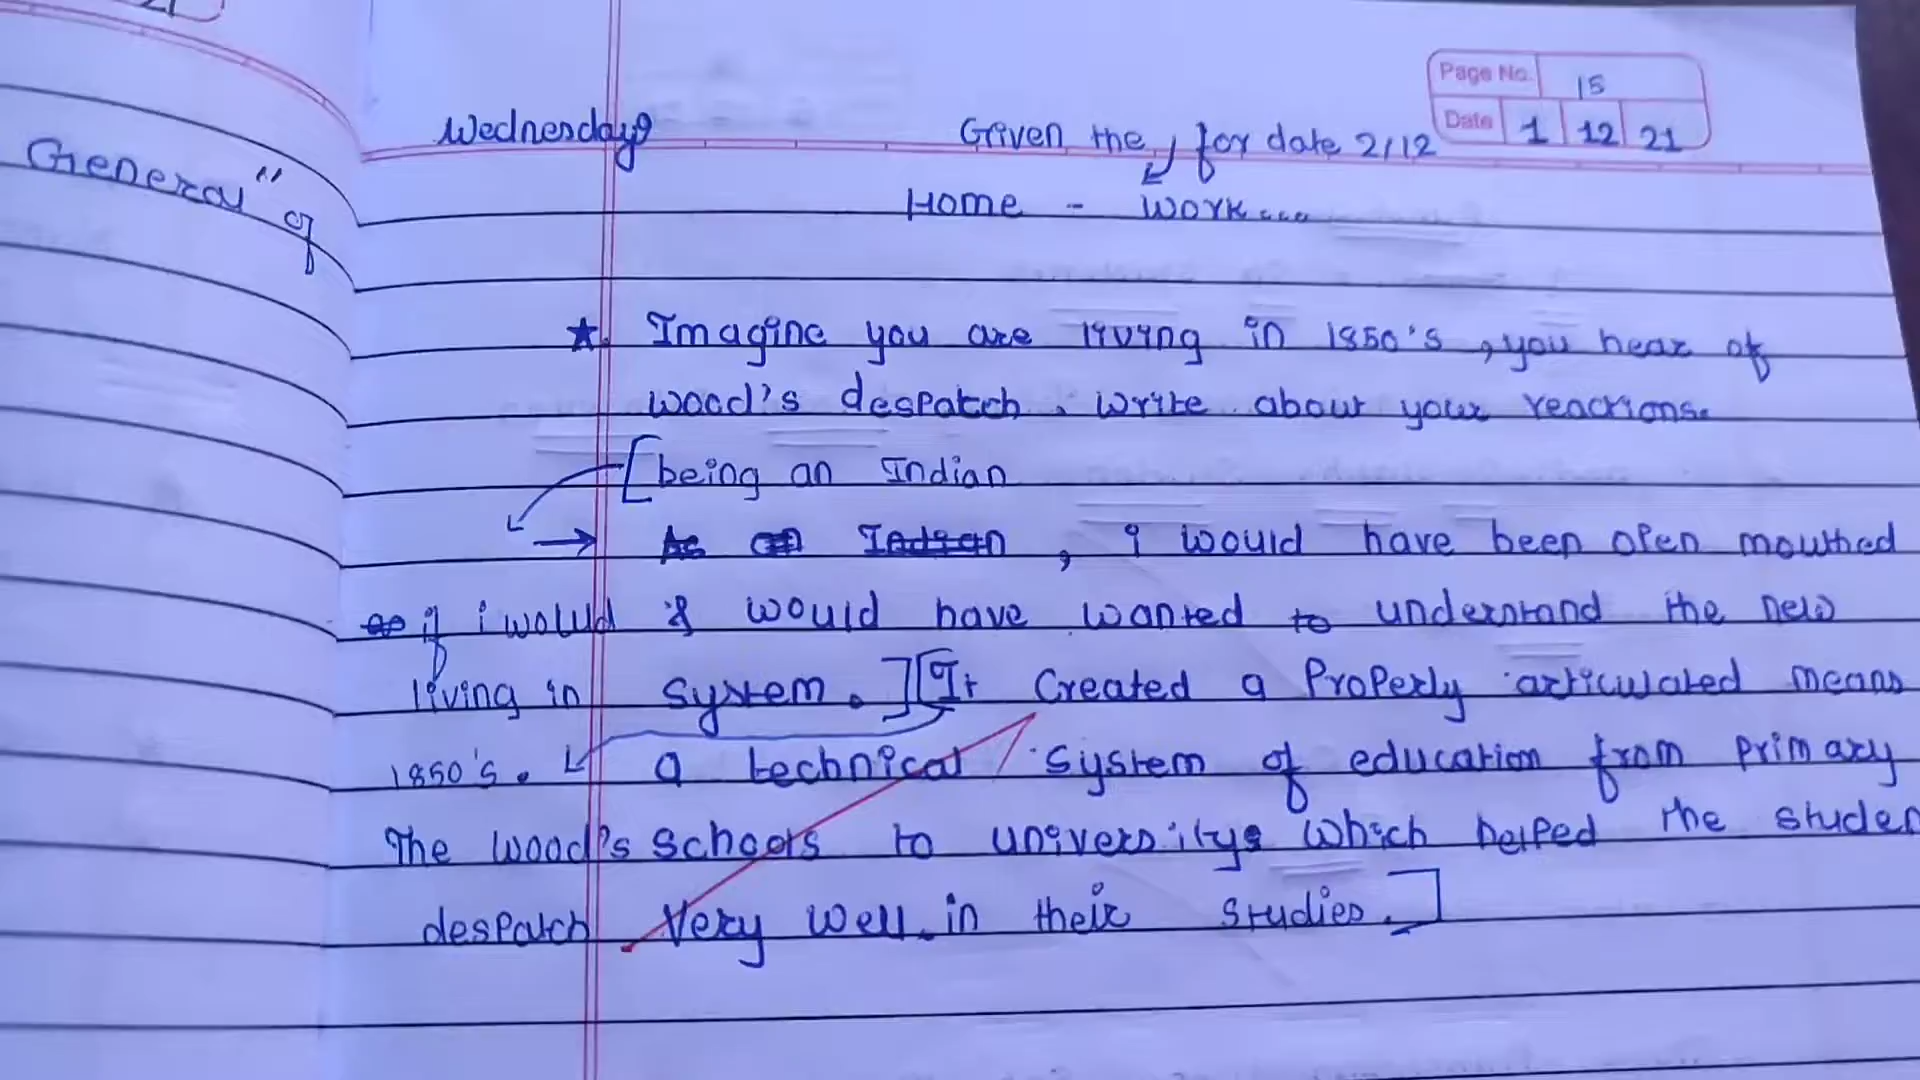 General" of
Page No. 15
Date 1 12 21
Wednesday
Given the for date 2/12
Home - Work...
★ Imagine you are living in 1850's, you hear of
Wood's despatch. Write about your reactions.
[being an Indian
→ As an Indian, i would have been open mouthed
if i would & would have wanted to understand the new
living in system.] [It Created a Properly articulated means
1850's. a technical system of education from primary
The wood's schools to universitys which helped the studen
despatch Very well in their studies.]